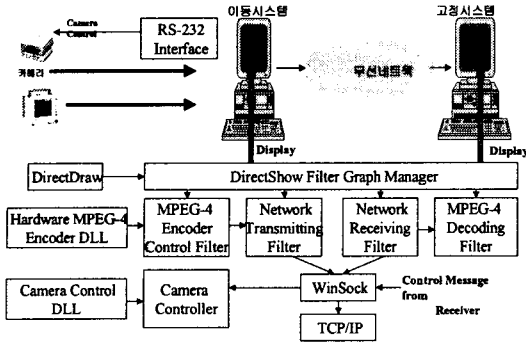 Camera
Control
RS-232
Interface
이동시스템
고정시스템
카메라
무선네트웍
Display
Display
DirectDraw
DirectShow Filter Graph Manager
Hardware MPEG-4
Encoder DLL
MPEG-4
Encoder
Control Filter
Network
Transmitting
Filter
Network
Receiving
Filter
MPEG-4
Decoding
Filter
Camera Control
DLL
Camera
Controller
WinSock
Control Message
from
Receiver
TCP/IP